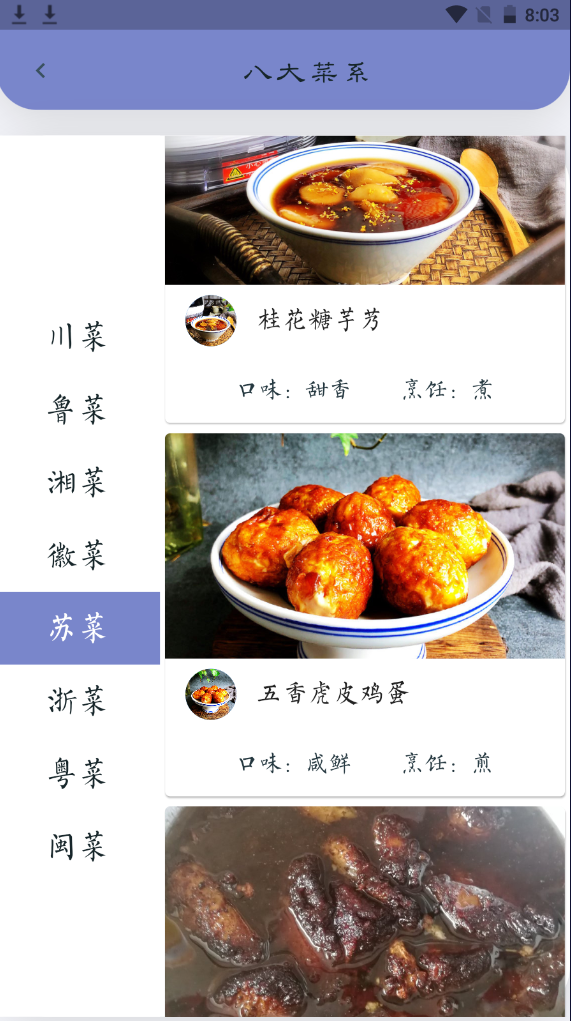 8:03
八大菜系
川菜
鲁菜
湘菜
徽菜
苏菜
浙菜
粤菜
闽菜
桂花糖芋艿
口味：甜香 烹饪：煮
五香虎皮鸡蛋
口味：咸鲜 烹饪：煎